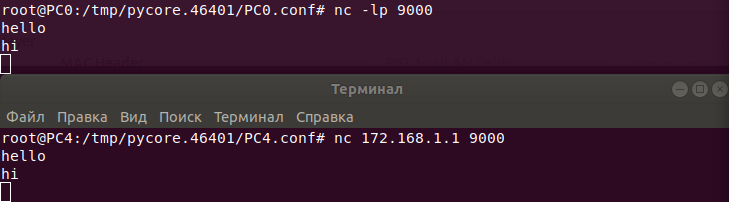 root@PC0:/tmp/pycore.46401/PC0.conf# nc -lp 9000
hello
hi
Терминал
Файл Правка Вид Поиск Терминал Справка
root@PC4:/tmp/pycore.46401/PC4.conf# nc 172.168.1.1 9000
hello
hi